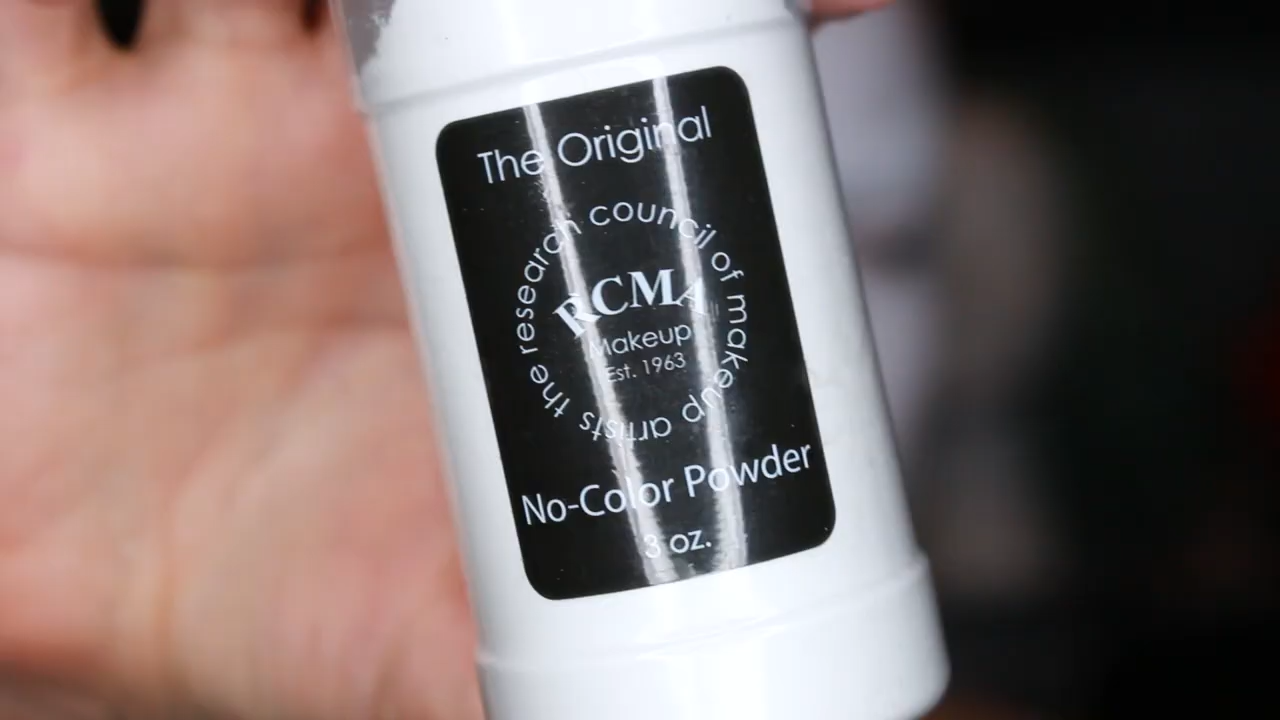 The Original
the research council of makeup artists
RCMA
Makeup
Est. 1963
No-Color Powder
3 oz.